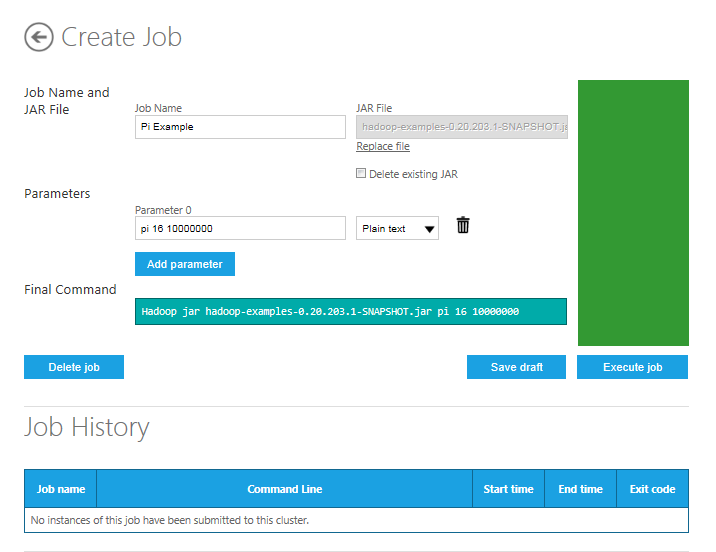 Create Job
Job Name and
JAR File
Job Name
JAR File
Pi Example
hadoop-examples-0.20.203.1-SNAPSHOT.ja
Replace file
Delete existing JAR
Parameters
Parameter 0
pi 16 10000000
Plain text
Add parameter
Final Command
Hadoop jar hadoop-examples-0.20.203.1-SNAPSHOT.jar pi 16 10000000
Delete job
Save draft
Execute job
Job History
Job name Command Line Start time End time Exit code
No instances of this job have been submitted to this cluster.